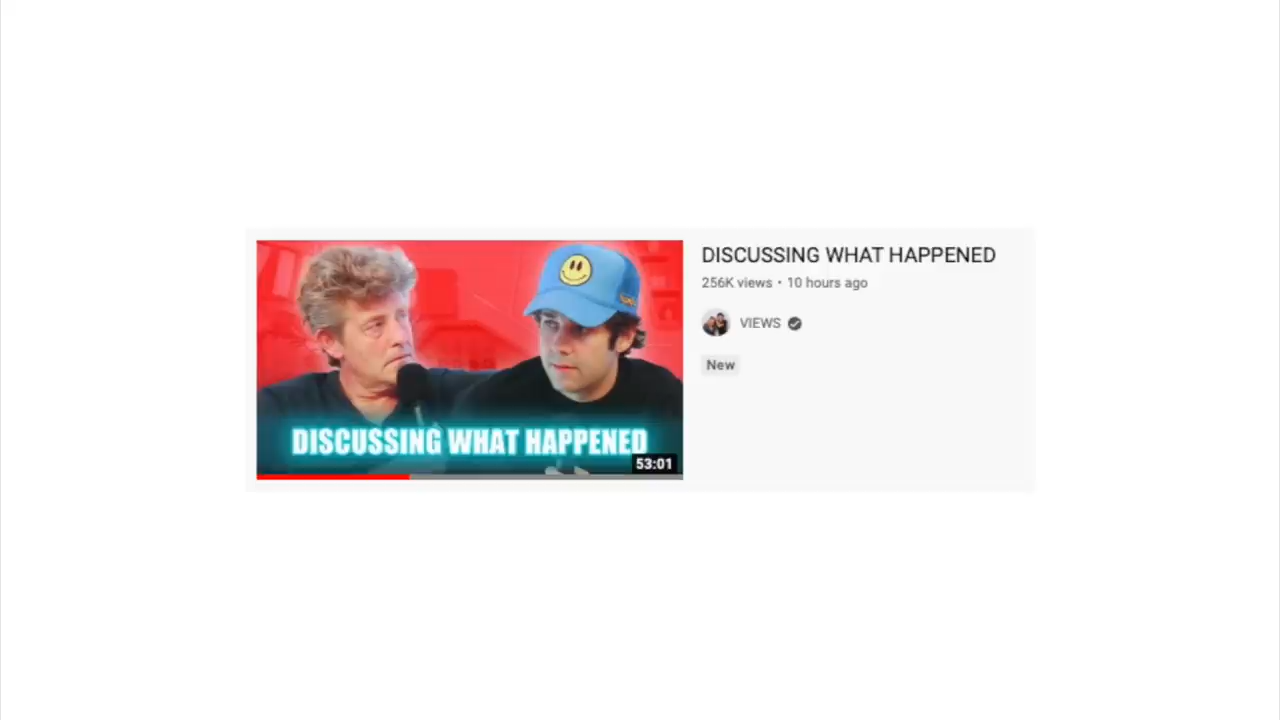 DISCUSSING WHAT HAPPENED
53:01
DISCUSSING WHAT HAPPENED
256K views • 10 hours ago
VIEWS
New